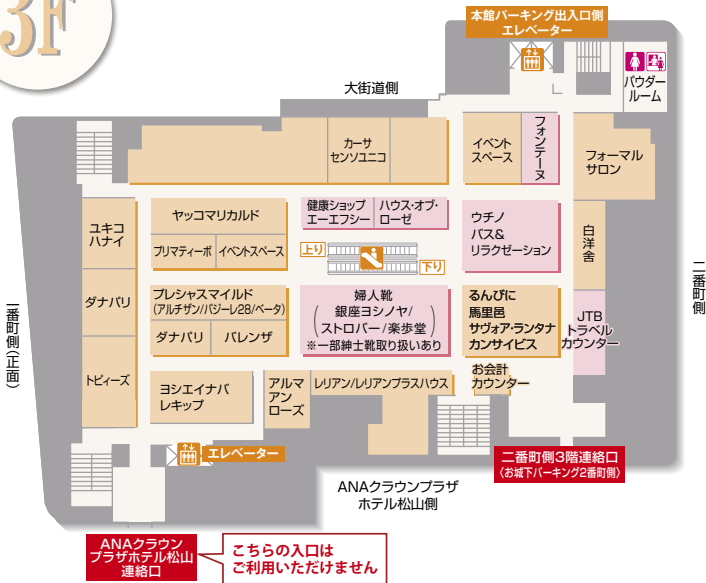 3F
本館パーキング出入口側
エレベーター
パウダー
ルーム
大街道側
カーサ
センソユニコ
イベント
スペース
フォンテーヌ
フォーマル
サロン
ユキコ
ハナイ
ヤッコマリカルド
プリマティーボ
イベントスペース
健康ショップ
エーエフシー
ハウス・オブ・
ローゼ
ウチノ
バス&
リラクゼーション
白洋舎
上り
下り
二番町側
一番町側(正面)
ダナパリ
プレシャスマイルド
(アルチザン/バジーレ28/ベータ)
ダナパリ
バレンザ
婦人靴
銀座ヨシノヤ/
ストロバー/楽歩堂
※一部紳士靴取り扱いあり
るんぴに
馬里邑
サヴォア・ランタナ
カンサイビス
JTB
トラベル
カウンター
トビィーズ
ヨシエイナバ
レキップ
アルマ
アン
ローズ
レリアン/レリアンプラスハウス
お会計
カウンター
エレベーター
二番町側3階連絡口
〈お城下パーキング2番町側〉
ANAクラウンプラザ
ホテル松山側
ANAクラウン
プラザホテル松山
連絡口
こちらの入口は
ご利用いただけません